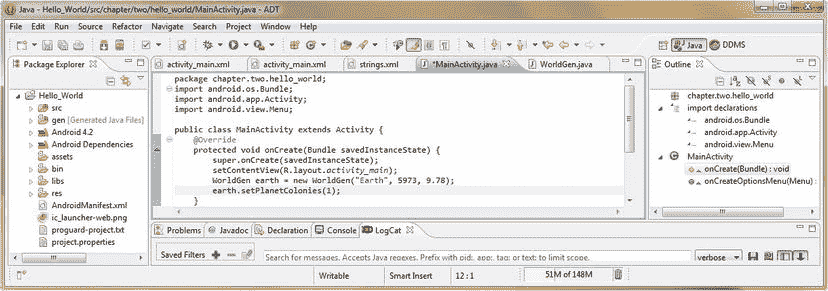 Java - Hello_World/src/chapter/two/hello_world/MainActivity.java - ADT
File Edit Run Source Refactor Navigate Search Project Window Help
Java DDMS
Package Explorer
Hello_World
src
gen [Generated Java Files]
Android 4.2
Android Dependencies
assets
bin
libs
res
AndroidManifest.xml
ic_launcher-web.png
proguard-project.txt
project.properties
activity_main.xml activity_main.xml strings.xml *MainActivity.java WorldGen.java
package chapter.two.hello_world;
import android.os.Bundle;
import android.app.Activity;
import android.view.Menu;
public class MainActivity extends Activity {
@Override
protected void onCreate(Bundle savedInstanceState) {
super.onCreate(savedInstanceState);
setContentView(R.layout.activity_main);
WorldGen earth = new WorldGen("Earth", 5973, 9.78);
earth.setPlanetColonies(1);
}
Outline
chapter.two.hello_world
import declarations
android.os.Bundle
android.app.Activity
android.view.Menu
MainActivity
onCreate(Bundle) : void
onCreateOptionsMenu(Menu) :
Problems Javadoc Declaration Console LogCat
Saved Filters
Search for messages. Accepts Java regexes. Prefix with pid:, app:, tag: or text: to limit scope.
verbose
Writable Smart Insert 12 : 1 51M of 148M